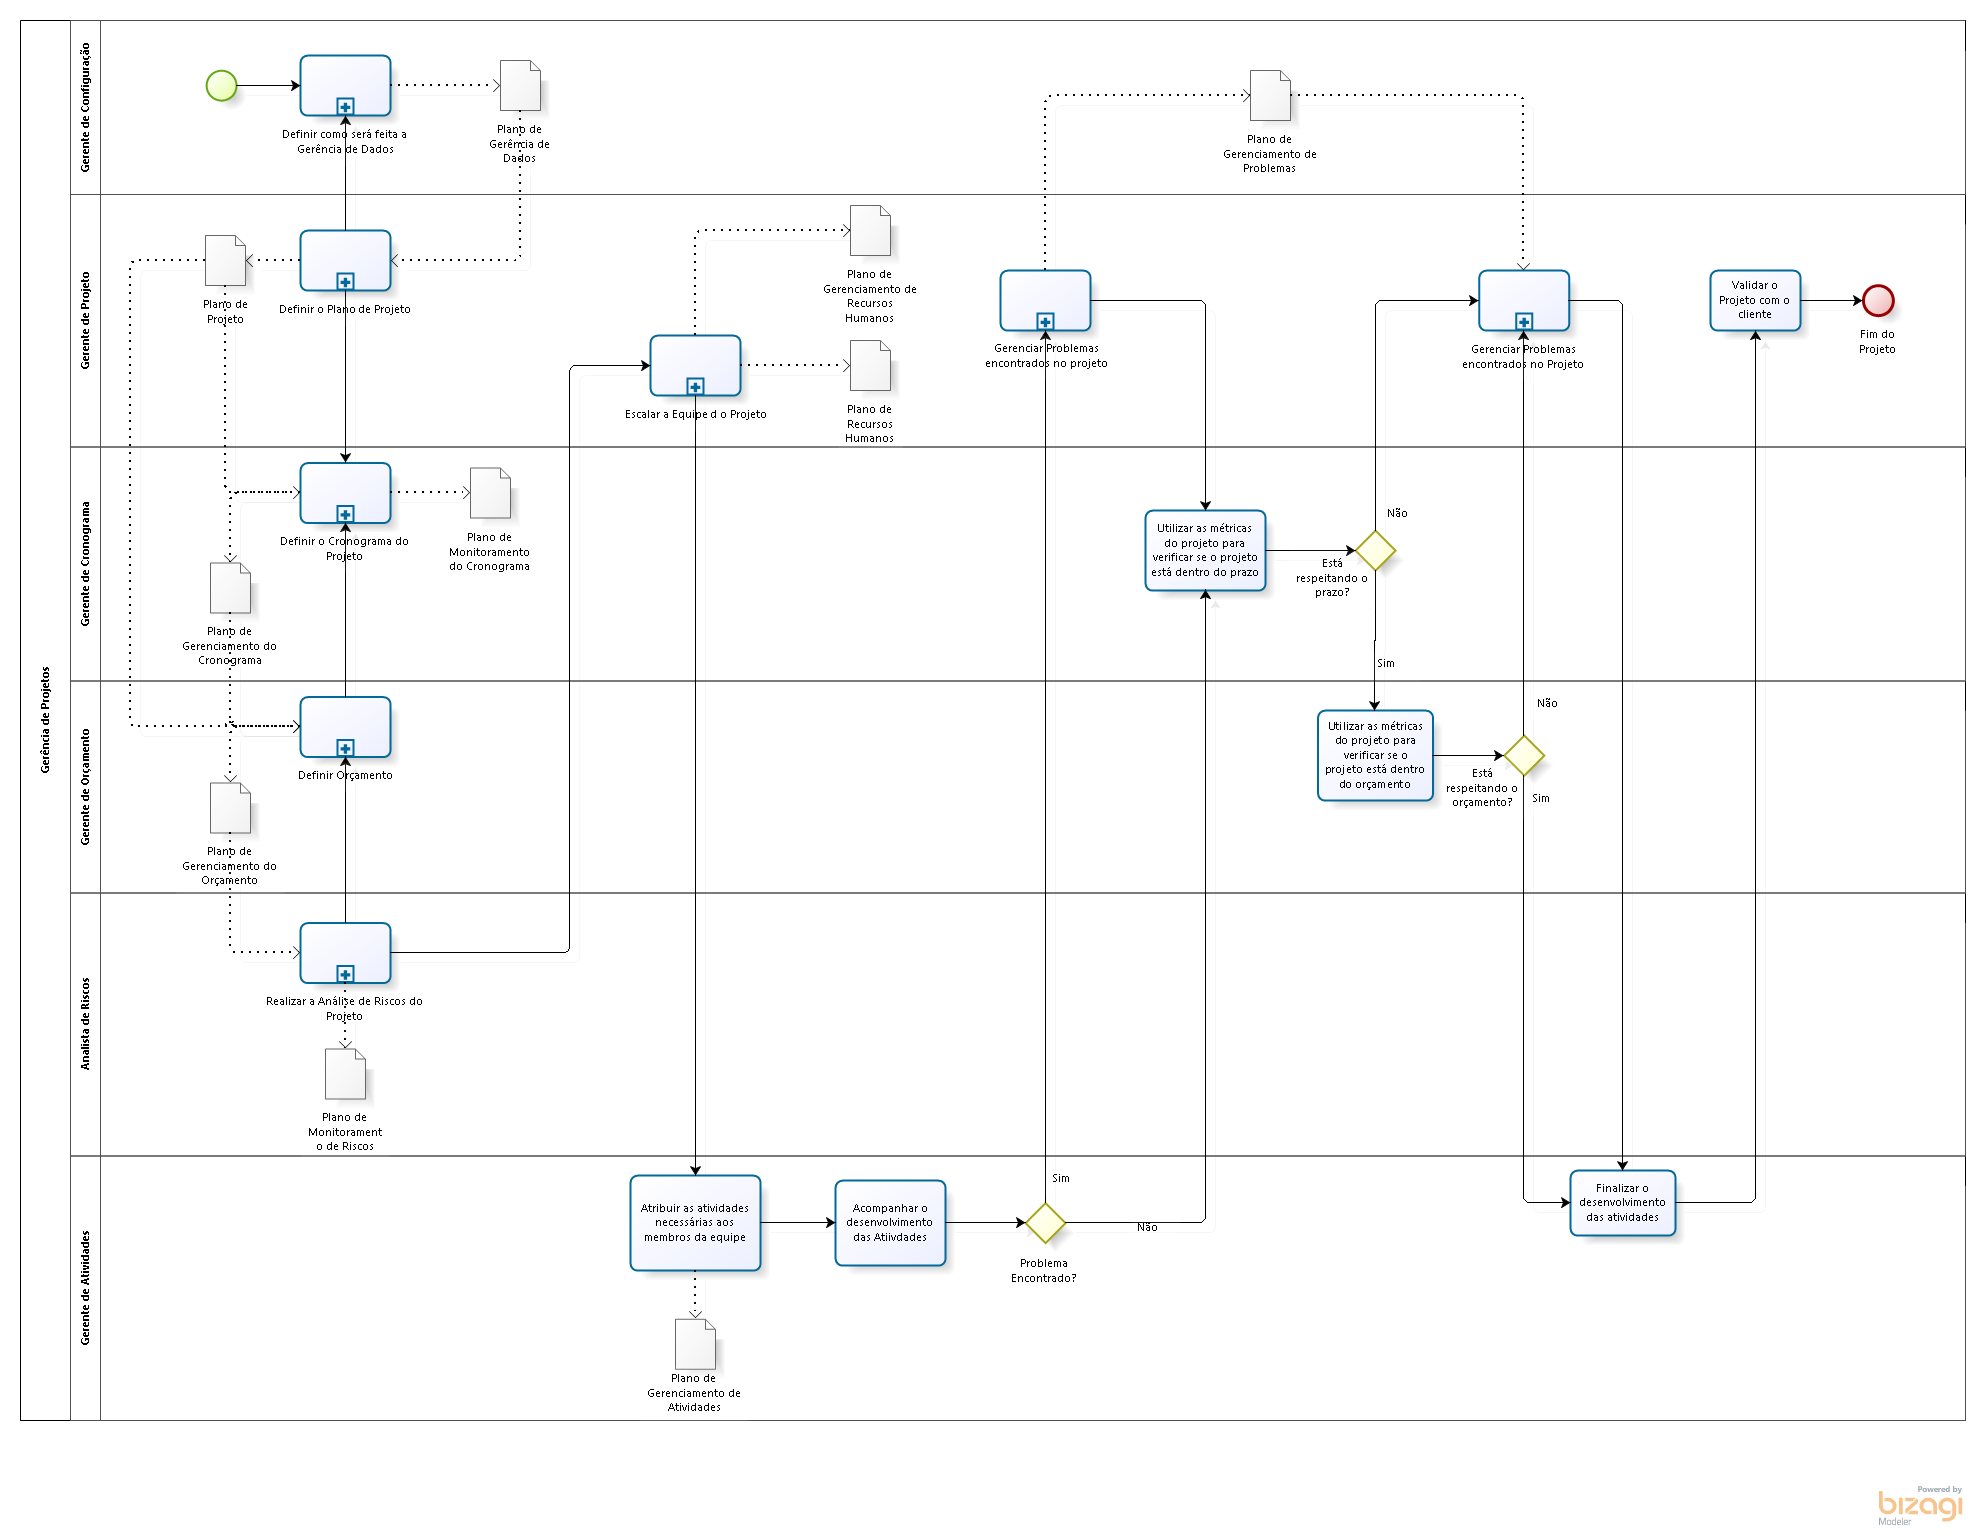 Gerência de Projetos
Gerente de Configuração
Definir como será feita a
Gerência de Dados
Plano de
Gerência de
Dados
Plano de
Gerenciamento de
Problemas
Gerente de Projeto
Plano de
Projeto
Definir o Plano de Projeto
Plano de
Gerenciamento de
Recursos
Humanos
Escalar a Equipe d o Projeto
Plano de
Recursos
Humanos
Gerenciar Problemas
encontrados no projeto
Gerenciar Problemas
encontrados no Projeto
Validar o
Projeto com o
cliente
Fim do
Projeto
Gerente de Cronograma
Definir o Cronograma do
Projeto
Plano de
Monitoramento
do Cronograma
Plano de
Gerenciamento do
Cronograma
Utilizar as métricas
do projeto para
verificar se o projeto
está dentro do prazo
Está
respeitando o
prazo?
Não
Sim
Gerente de Orçamento
Definir Orçamento
Plano de
Gerenciamento do
Orçamento
Utilizar as métricas
do projeto para
verificar se o
projeto está dentro
do orçamento
Está
respeitando o
orçamento?
Não
Sim
Analista de Riscos
Realizar a Análise de Riscos do
Projeto
Plano de
Monitorament
o de Riscos
Gerente de Atividades
Atribuir as atividades
necessárias aos
membros da equipe
Acompanhar o
desenvolvimento
das Atiivdades
Sim
Não
Problema
Encontrado?
Finalizar o
desenvolvimento
das atividades
Plano de
Gerenciamento de
Atividades
Powered by
bizagi
Modeler